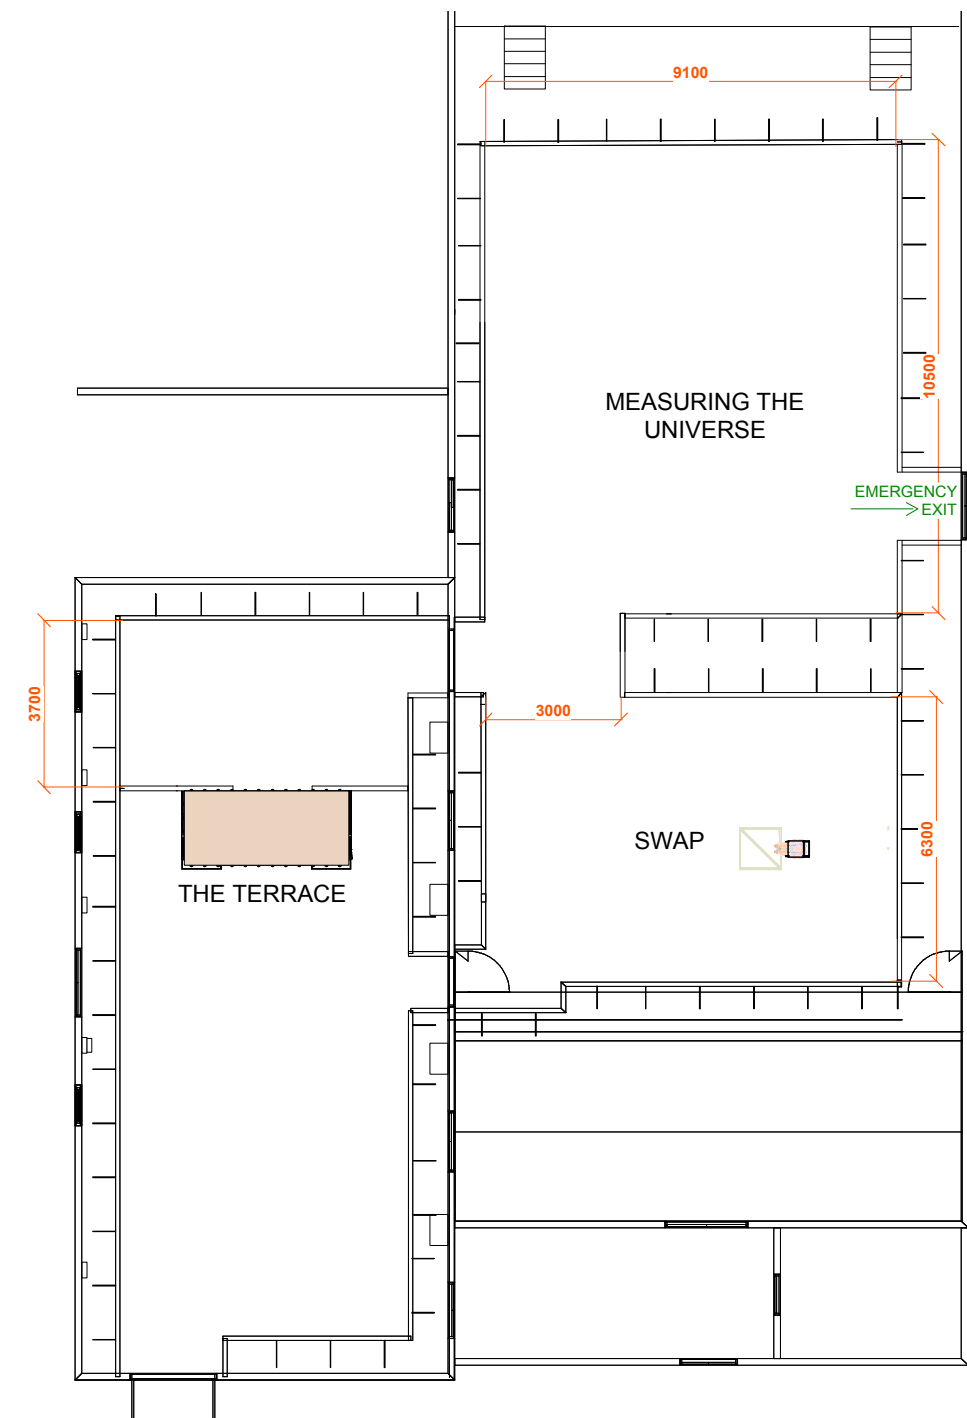 9100
10500
MEASURING THE
UNIVERSE
EMERGENCY
EXIT
3700
3000
SWAP
6300
THE TERRACE